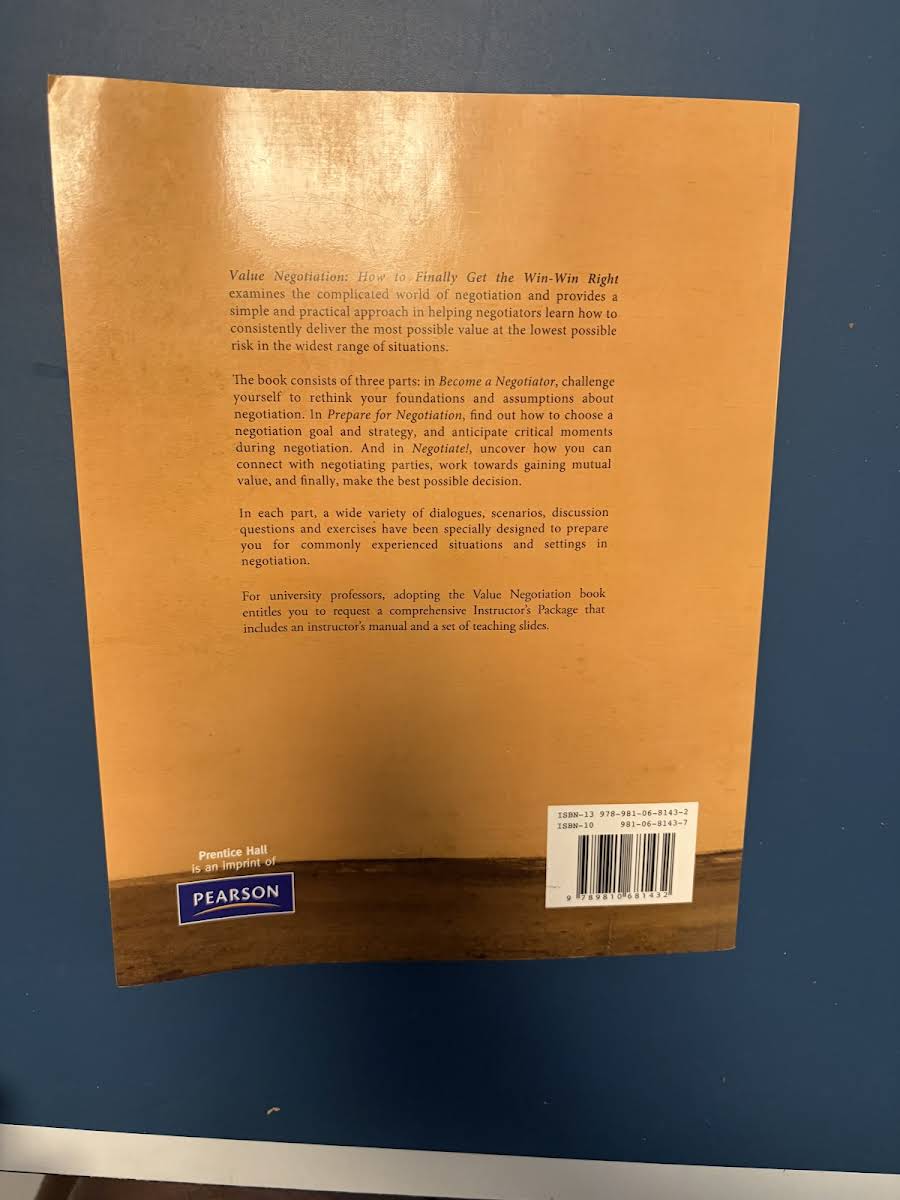 Value Negotiation: How to Finally Get the Win-Win Right
examines the complicated world of negotiation and provides a
simple and practical approach in helping negotiators learn how to
consistently deliver the most possible value at the lowest possible
risk in the widest range of situations.
The book consists of three parts: in Become a Negotiator, challenge
yourself to rethink your foundations and assumptions about
negotiation. In Prepare for Negotiation, find out how to choose a
negotiation goal and strategy, and anticipate critical moments
during negotiation. And in Negotiate!, uncover how you can
connect with negotiating parties, work towards gaining mutual
value, and finally, make the best possible decision.
In each part, a wide variety of dialogues, scenarios, discussion
questions and exercises have been specially designed to prepare
you for commonly experienced situations and settings in
negotiation.
For university professors, adopting the Value Negotiation book
entitles you to request a comprehensive Instructor's Package that
includes an instructor's manual and a set of teaching slides.
Prentice Hall
is an imprint of
PEARSON
ISBN-13 978-981-06-8143-2
ISBN-10 981-06-8143-7
9 789810 681432